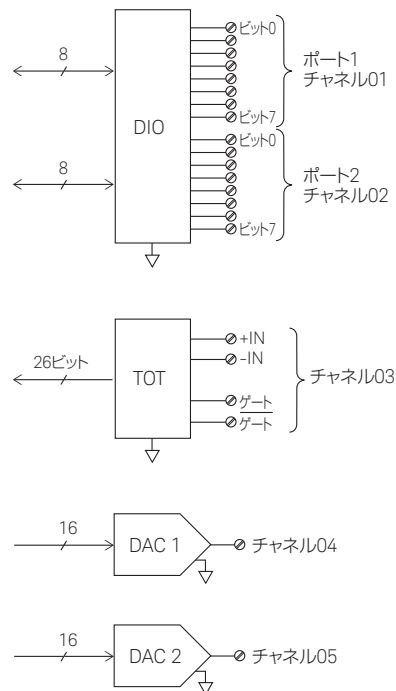 8
DIO
ビット0
ビット7
ポート1
チャネル01
8
ビット0
ビット7
ポート2
チャネル02
26ビット
TOT
+IN
-IN
ゲート
ゲート
チャネル03
16
DAC 1
チャネル04
16
DAC 2
チャネル05